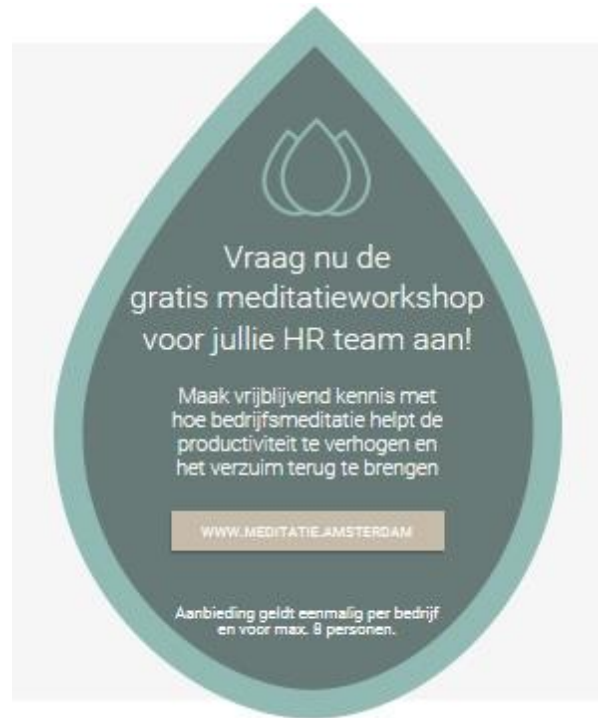 Vraag nu de
gratis meditatieworkshop
voor jullie HR team aan!
Maak vrijblijvend kennis met
hoe bedrijfsmeditatie helpt de
productiviteit te verhogen en
het verzuim terug te brengen
WWW.MEDITATIE.AMSTERDAM
Aanbieding geldt eenmalig per bedrijf
en voor max. 8 personen.